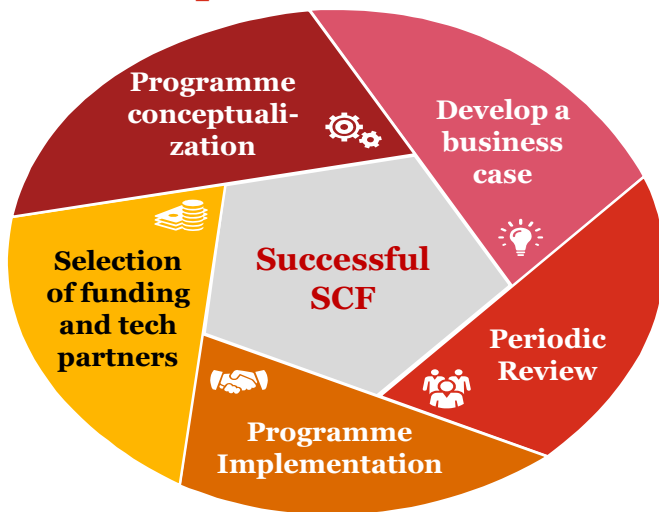 Programme
conceptuali-
zation
Develop a
business
case
Selection
of funding
and tech
partners
Successful
SCF
Periodic
Review
Programme
Implementation